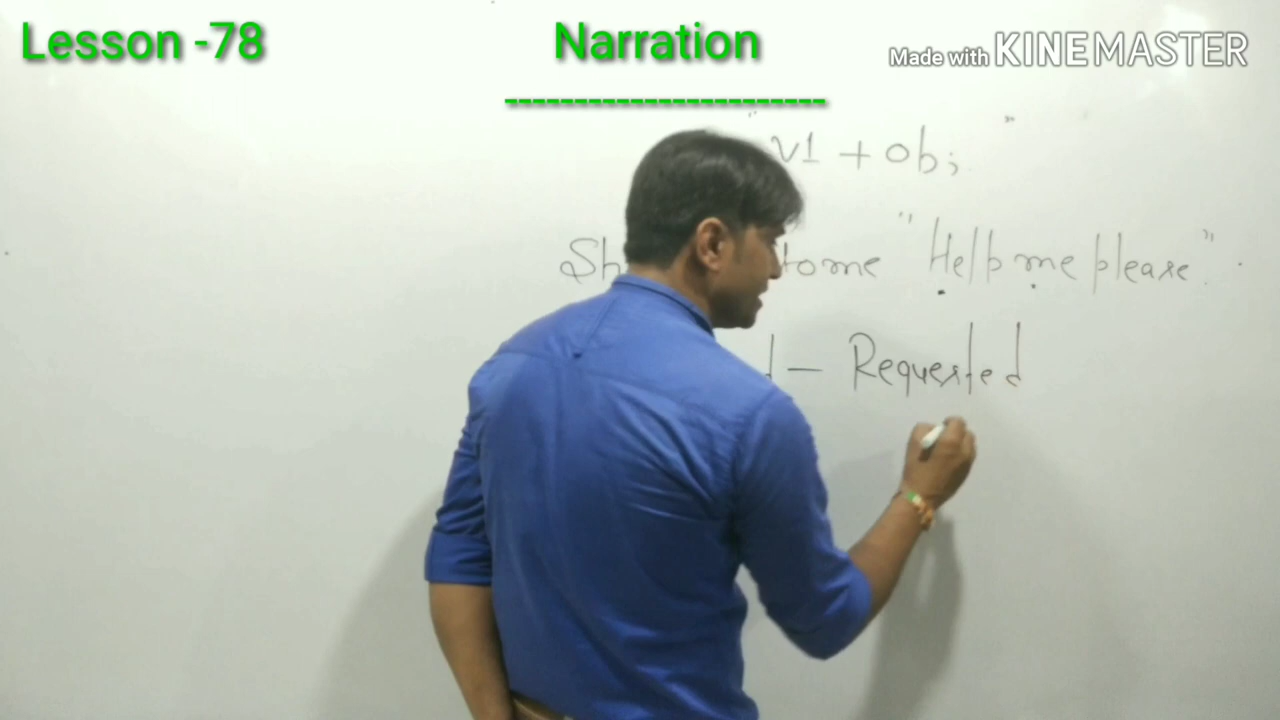 Lesson -78 Narration Made with KINEMASTER
" V1 + ob; "
tome "Help me please".
— Requested